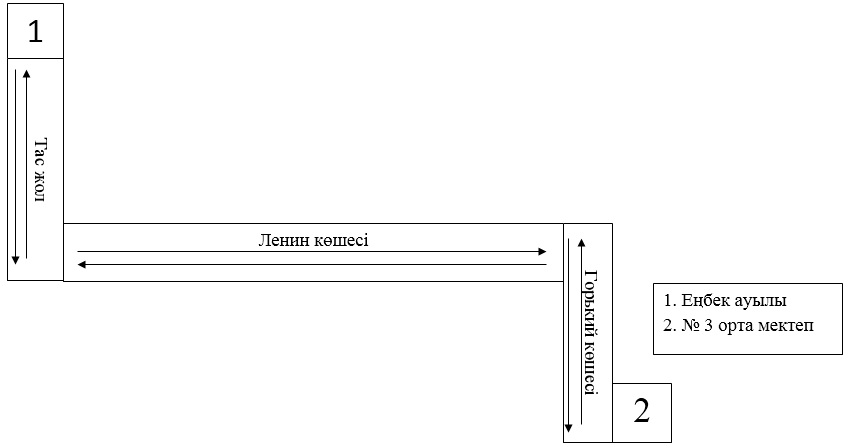 1
Тас жол
Ленин көшесі
Горький көшесі
1. Еңбек ауылы
2. № 3 орта мектеп
2